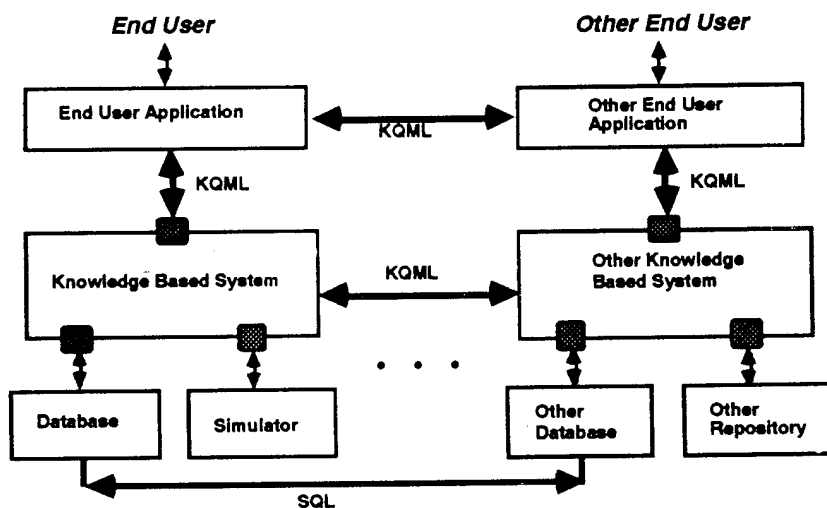 End User
Other End User
End User Application
Other End User
Application
KQML
KQML
KQML
Knowledge Based System
KQML
Other Knowledge
Based System
Database
Simulator
. . .
Other
Database
Other
Repository
SQL